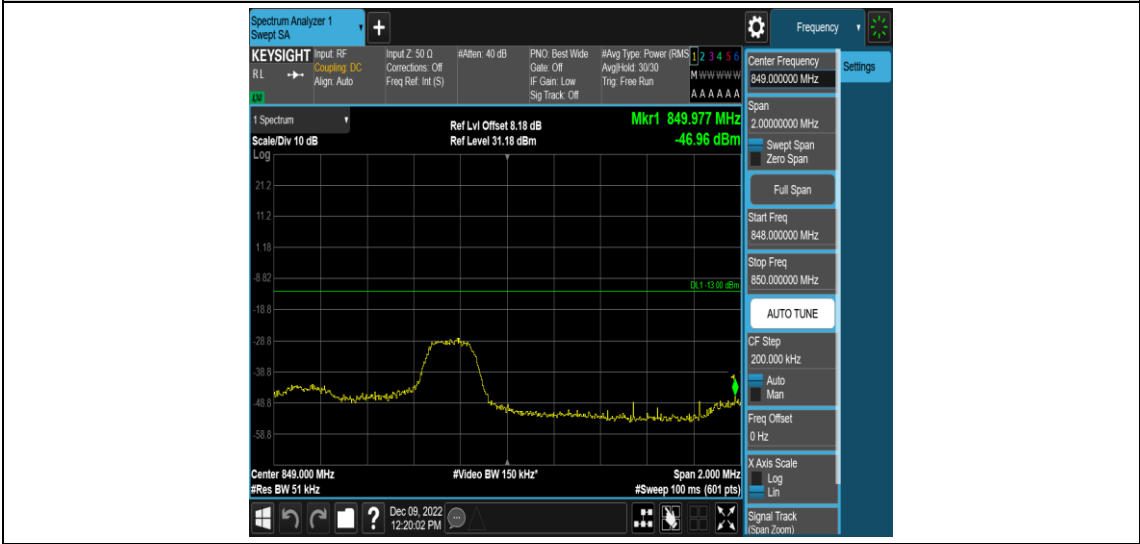 Spectrum Analyzer 1
Swept SA
+
Frequency
KEYSIGHT
RL
LNI
Input: RF
Coupling: DC
Align: Auto
Input Z: 50 Ω
Corrections: Off
Freq Ref: Int (S)
#Atten: 40 dB
PNO: Best Wide
Gate: Off
IF Gain: Low
Sig Track: Off
#Avg Type: Power (RMS
Avg|Hold: 30/30
Trig: Free Run
1 2 3 4 5 6
M W W W W W
A A A A A A
1 Spectrum
Scale/Div 10 dB
Log
Ref Lvl Offset 8.18 dB
Ref Level 31.18 dBm
Mkr1 849.977 MHz
-46.96 dBm
21.2
11.2
1.18
-8.82
DL1 -13.00 dBm
-18.8
-28.8
-38.8
-48.8
-58.8
1
Center 849.000 MHz
#Video BW 150 kHz*
Span 2.000 MHz
#Res BW 51 kHz
#Sweep 100 ms (601 pts)
?
Dec 09, 2022
12:20:02 PM
Center Frequency
849.000000 MHz
Settings
Span
2.00000000 MHz
Swept Span
Zero Span
Full Span
Start Freq
848.000000 MHz
Stop Freq
850.000000 MHz
AUTO TUNE
CF Step
200.000 kHz
Auto
Man
Freq Offset
0 Hz
X Axis Scale
Log
Lin
Signal Track
(Span Zoom)